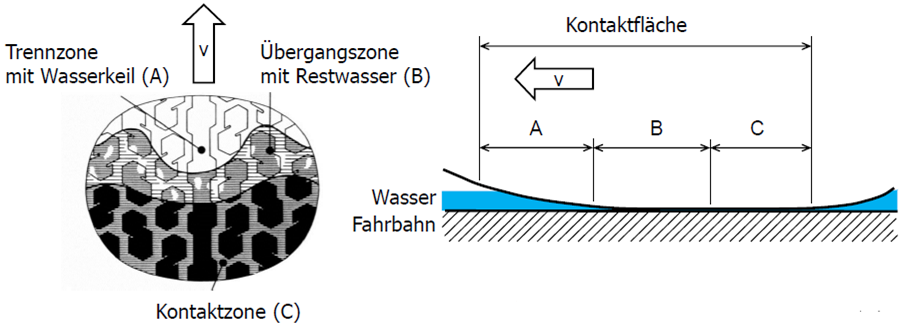 Trennzone
mit Wasserkeil (A)
v
Übergangszone
mit Restwasser (B)
Kontaktzone (C)
Kontaktfläche
v
A
B
C
Wasser
Fahrbahn